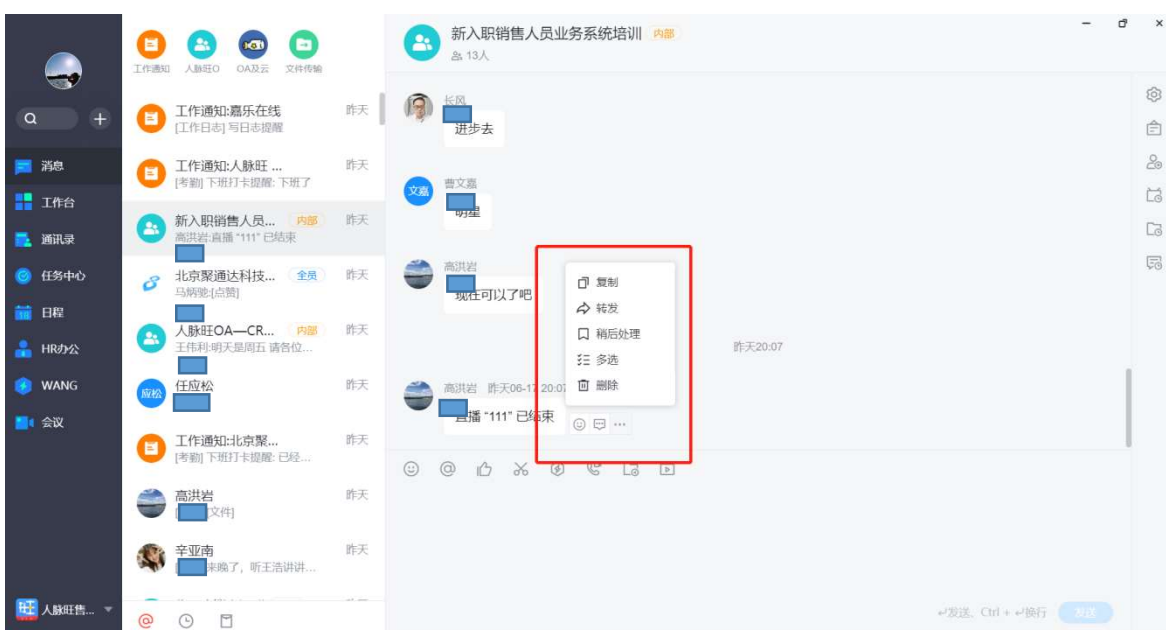 消息
工作台
通讯录
任务中心
日程
HR办公
WANG
会议
人脉旺售...
工作通知
人脉旺O
OA及云
文件传输
工作通知:嘉乐在线
昨天
[工作日志] 写日志提醒
工作通知:人脉旺 ...
昨天
[考勤] 下班打卡提醒: 下班了
新入职销售人员... 内部
昨天
高洪岩:直播 "111" 已结束
北京聚通达科技... 全员
昨天
马炳驰:[点赞]
人脉旺OA—CR... 内部
昨天
王伟利:明天是周五 请各位...
应松
任应松
昨天
工作通知:北京聚...
昨天
[考勤] 下班打卡提醒: 已经...
高洪岩
昨天
[文件]
辛亚南
昨天
来晚了，听王浩讲讲...
新入职销售人员业务系统培训 内部
13人
长风
进步去
文嘉
曹文嘉
明星
高洪岩
现在可以了吧
复制
转发
稍后处理
多选
删除
昨天20:07
高洪岩 昨天06-17 20:07
直播 "111" 已结束
↵发送、Ctrl + ↵换行
发送